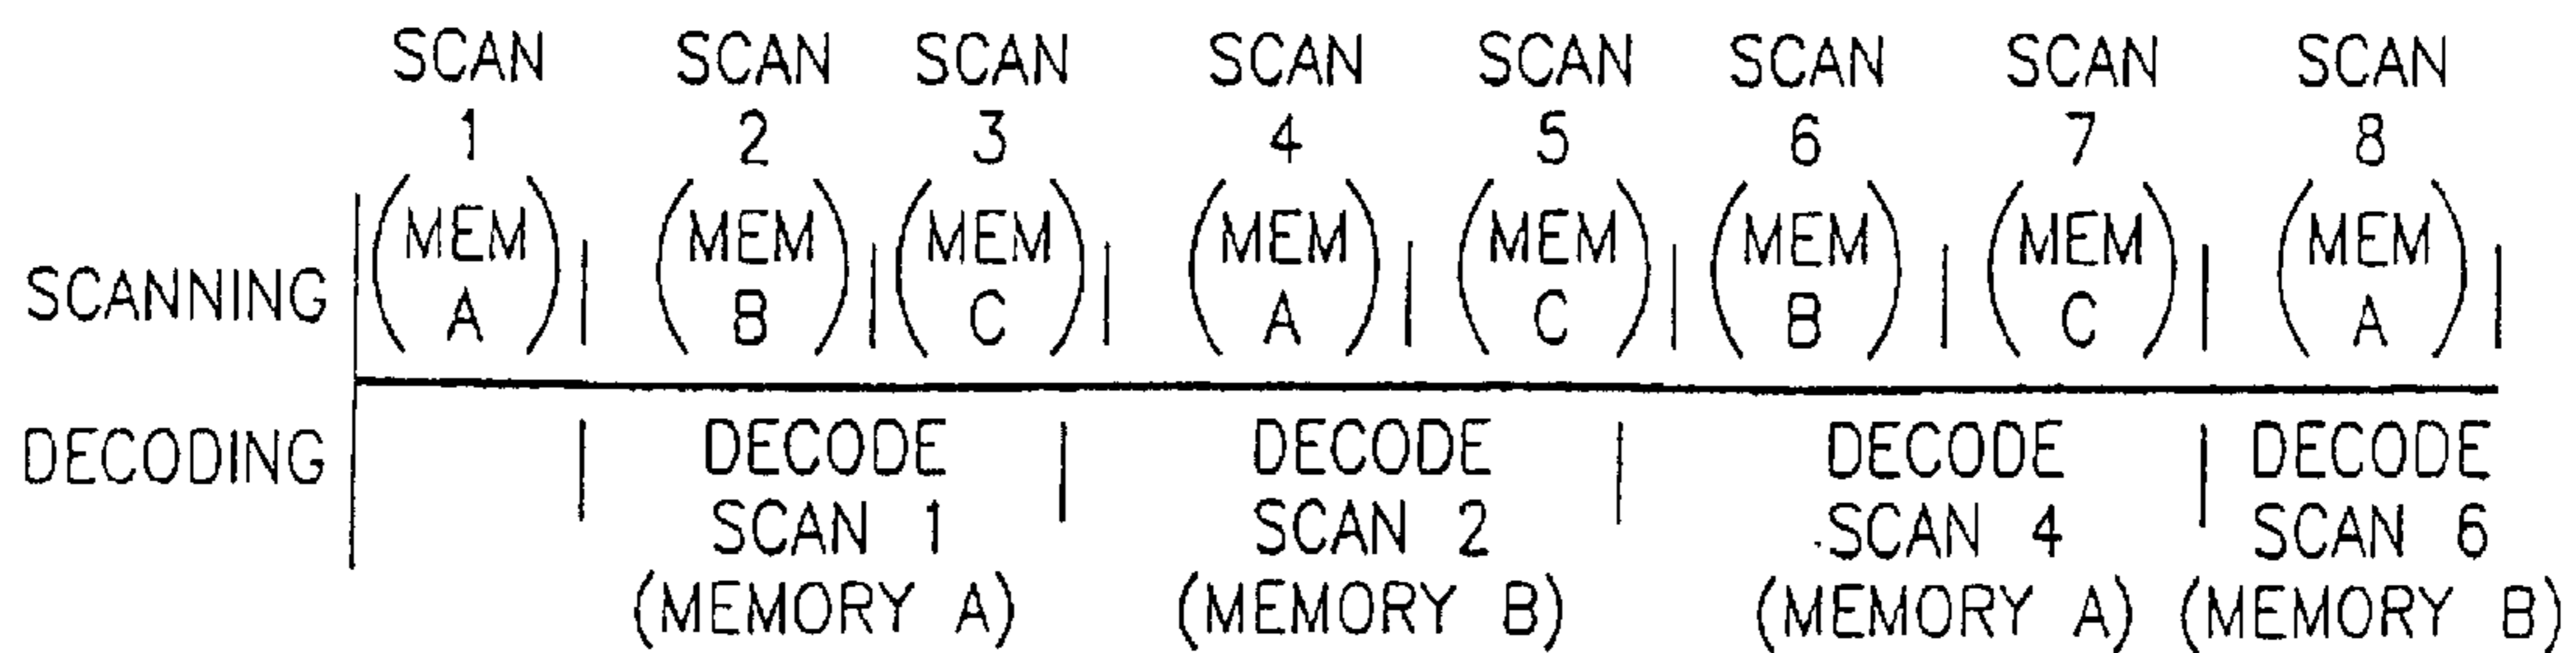 SCAN SCAN SCAN SCAN SCAN SCAN SCAN SCAN
1 2 3 4 5 6 7 8
(MEM (MEM (MEM (MEM (MEM (MEM (MEM (MEM
SCANNING A) B) C) A) C) B) C) A)
DECODING DECODE DECODE DECODE DECODE
SCAN 1 SCAN 2 SCAN 4 SCAN 6
(MEMORY A) (MEMORY B) (MEMORY A) (MEMORY B)